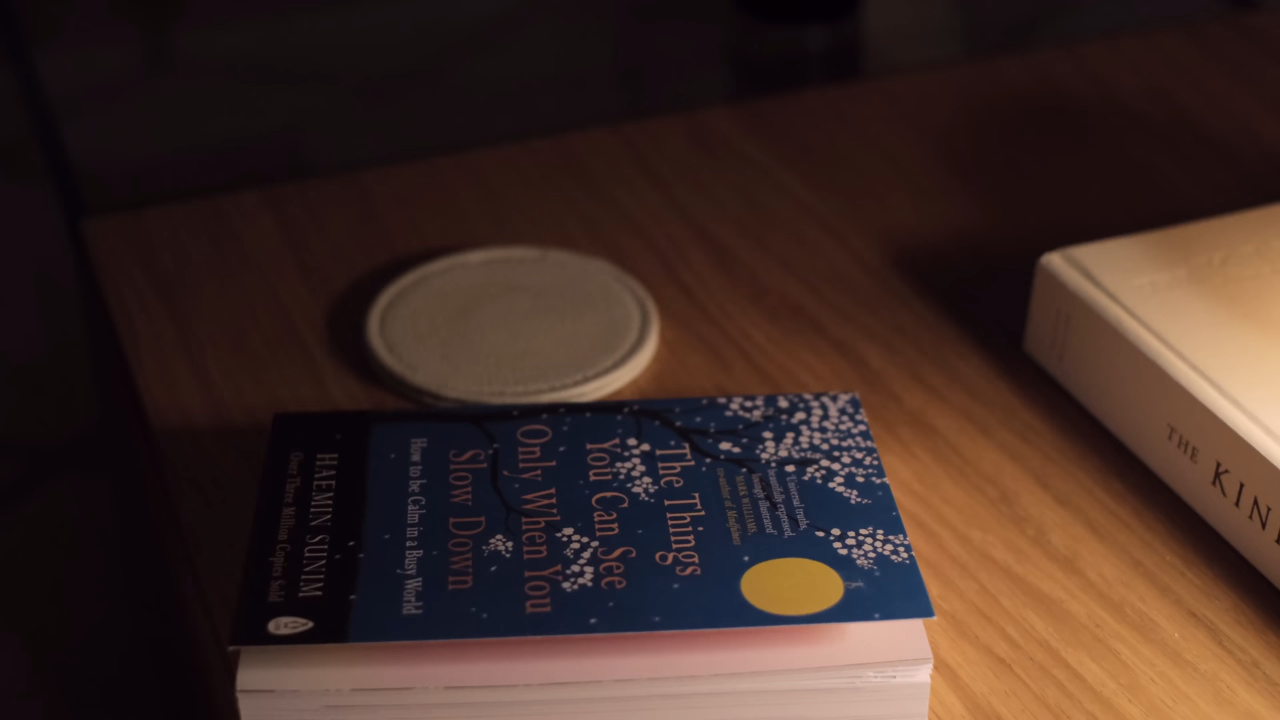 'Universal truths,
beautifully expressed,
lovingly illustrated'
MARK WILLIAMS,
co-author of Mindfulness
The Things
You Can See
Only When You
Slow Down
How to be Calm in a Busy World
HAEMIN SUNIM
Over Three Million Copies Sold
THE KIN